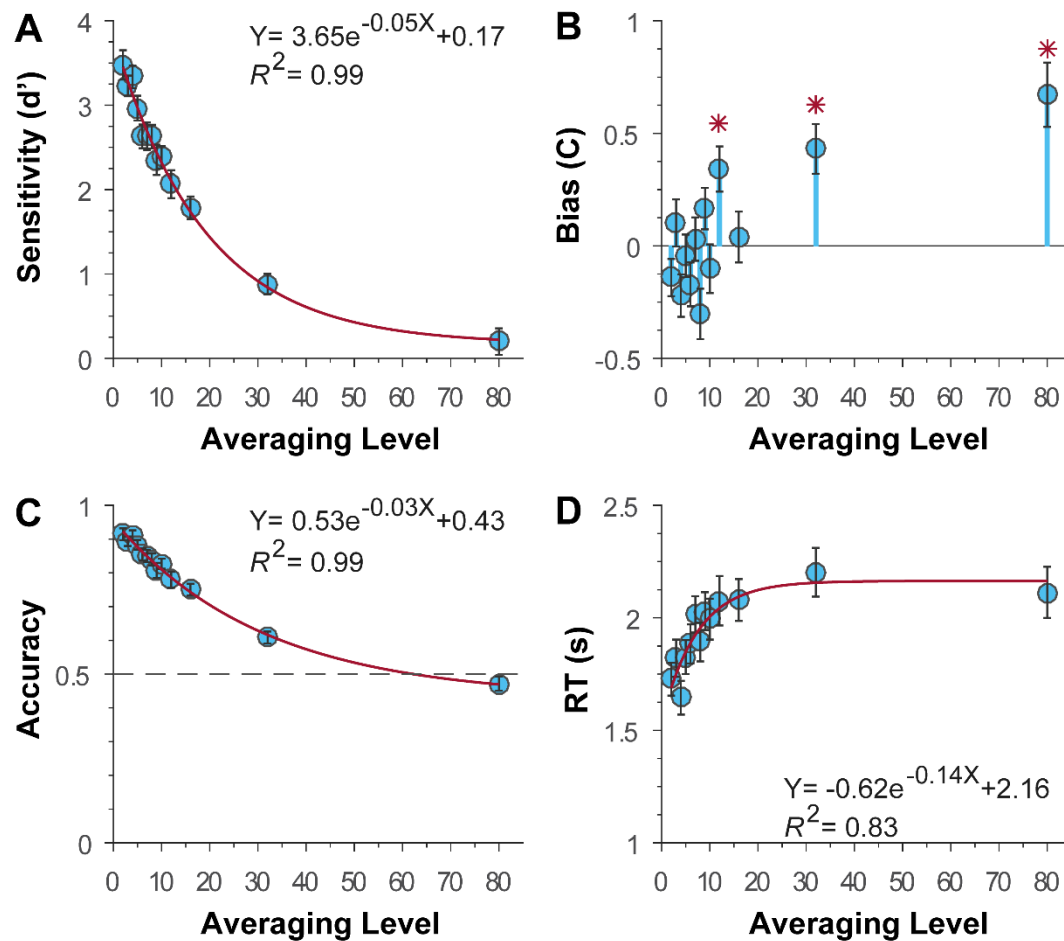 A
Sensitivity (d’)
4
3
2
1
0
Y= 3.65e^-0.05X+0.17
R²= 0.99
0 10 20 30 40 50 60 70 80
Averaging Level
B
Bias (C)
1
0.5
0
-0.5
0 10 20 30 40 50 60 70 80
Averaging Level
C
Accuracy
1
0.5
0
Y= 0.53e^-0.03X+0.43
R²= 0.99
0 10 20 30 40 50 60 70 80
Averaging Level
D
RT (s)
2.5
2
1.5
1
Y= -0.62e^-0.14X+2.16
R²= 0.83
0 10 20 30 40 50 60 70 80
Averaging Level